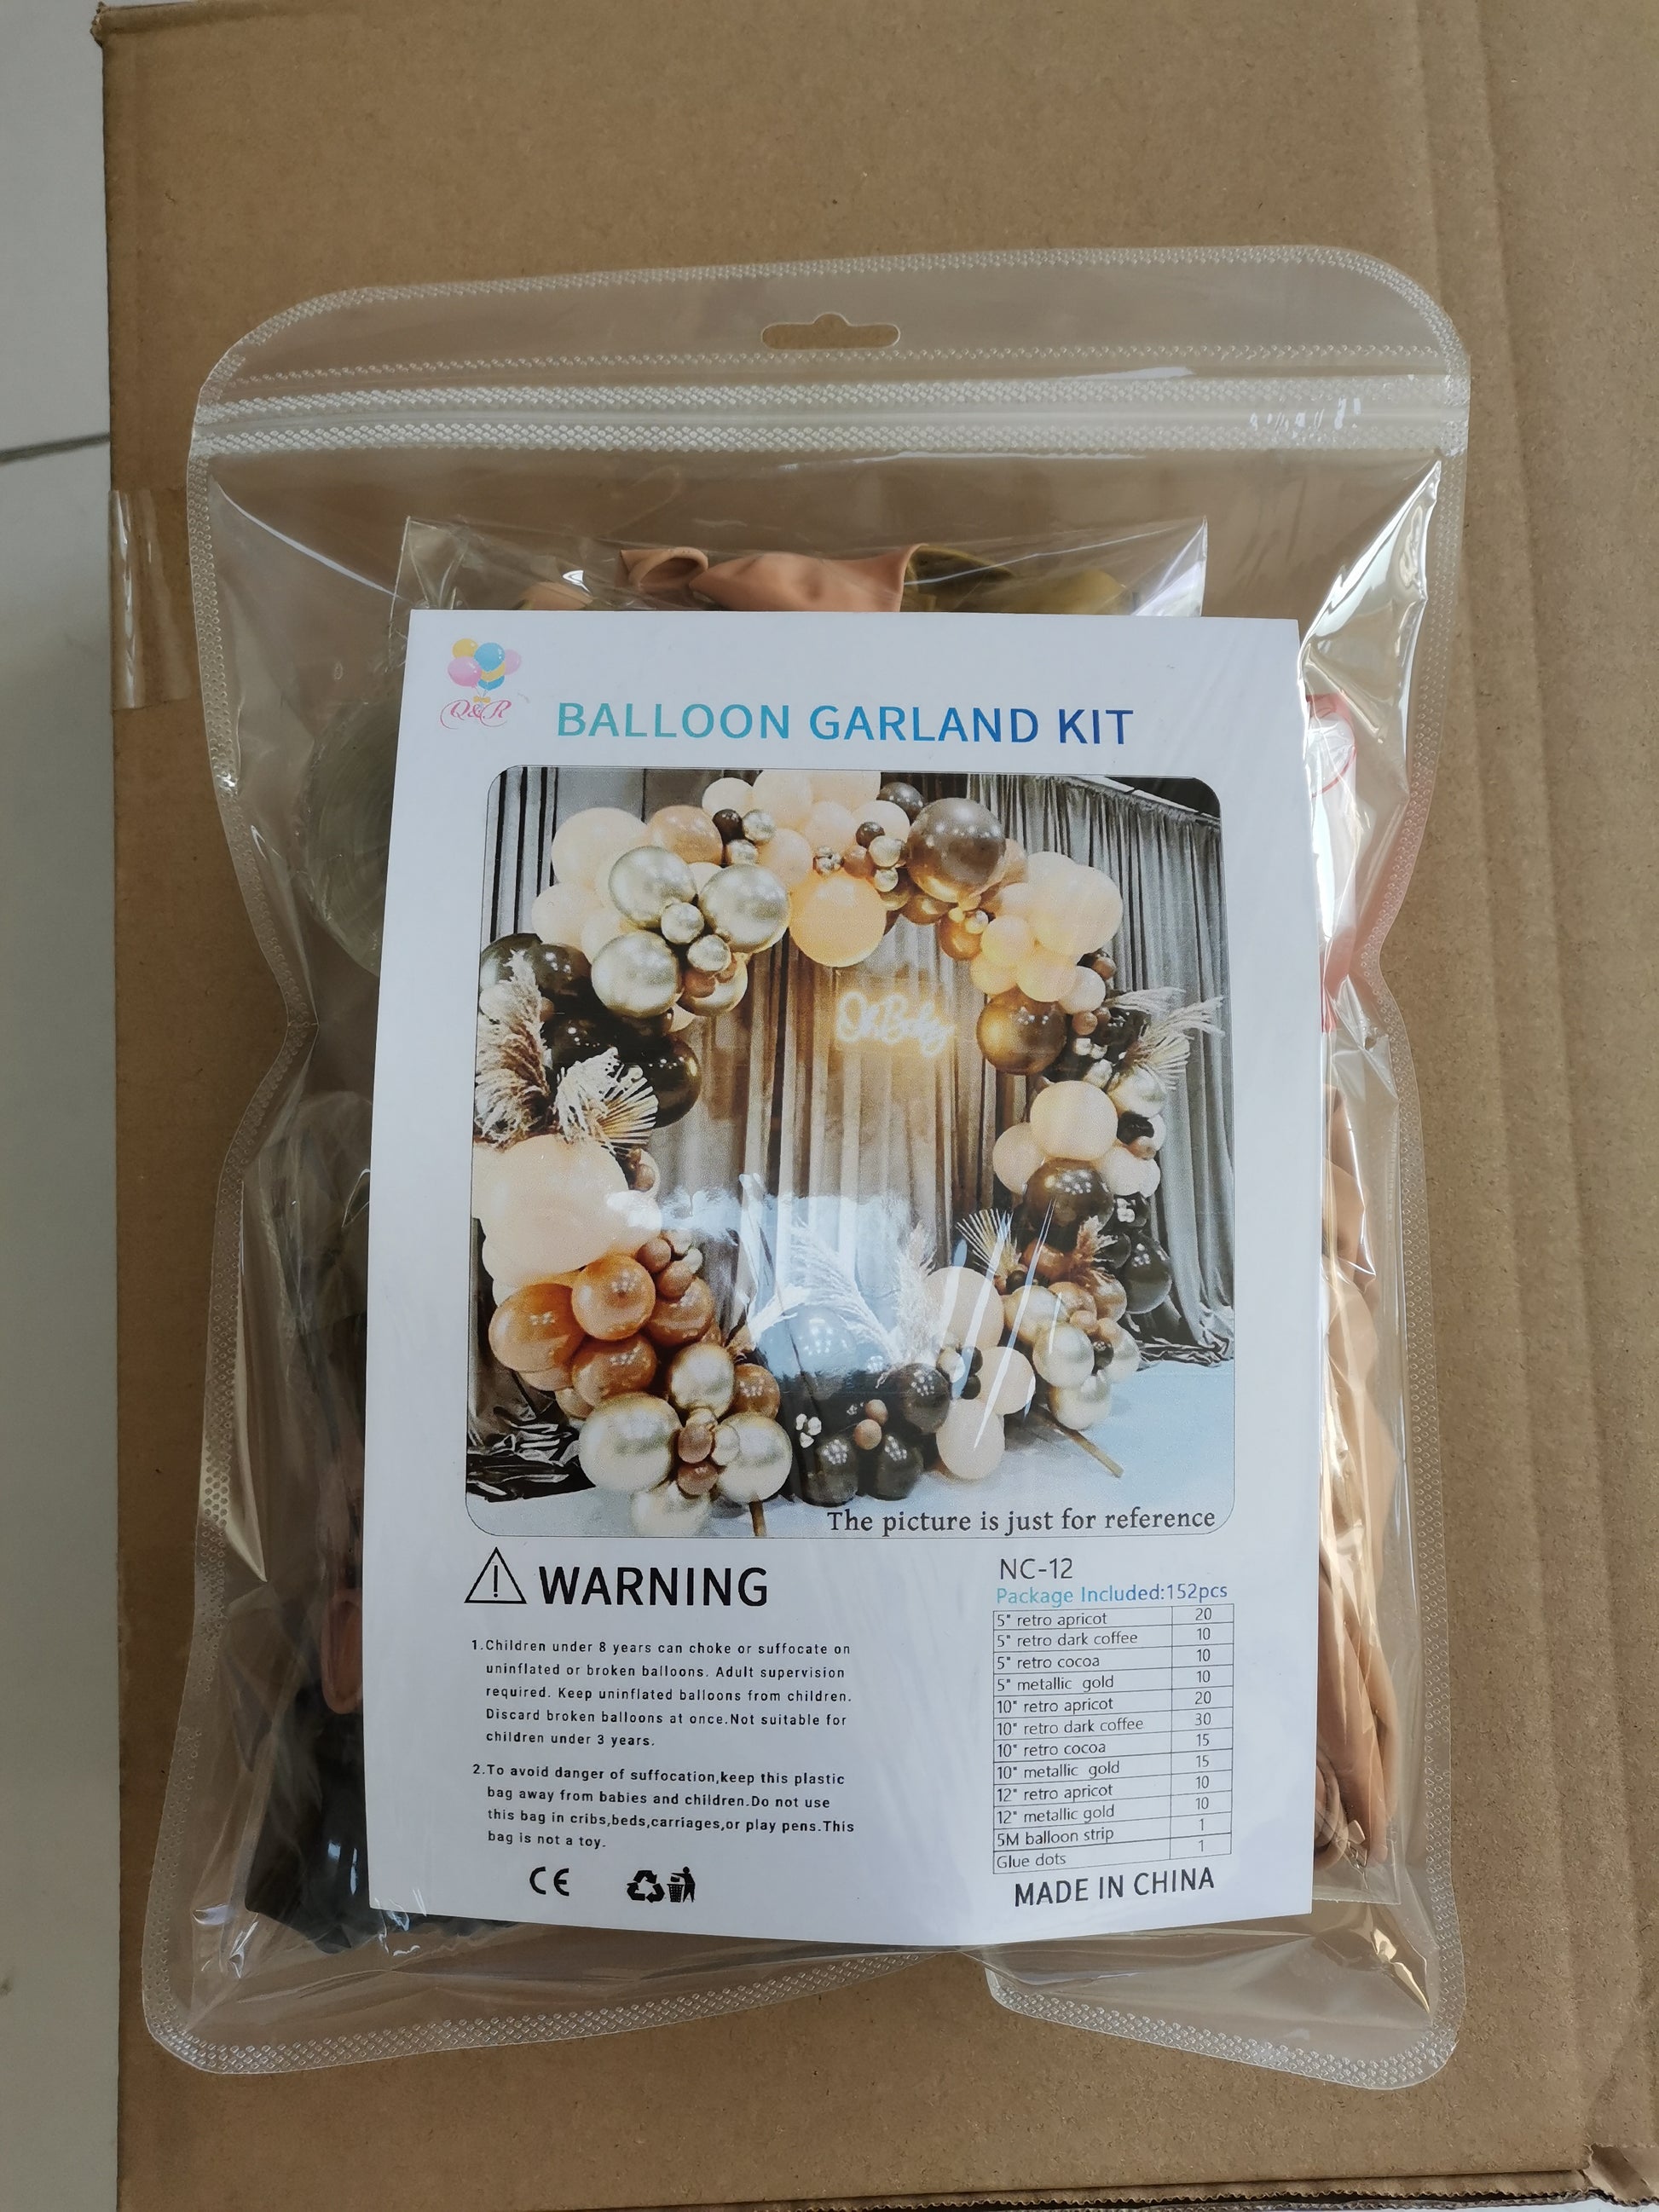 Q&R
BALLOON GARLAND KIT
Oh Baby
The picture is just for reference
WARNING
1.Children under 8 years can choke or suffocate on
uninflated or broken balloons. Adult supervision
required. Keep uninflated balloons from children.
Discard broken balloons at once.Not suitable for
children under 3 years.
2.To avoid danger of suffocation,keep this plastic
bag away from babies and children.Do not use
this bag in cribs,beds,carriages,or play pens.This
bag is not a toy.
CE
NC-12
Package Included:152pcs
5" retro apricot 20
5" retro dark coffee 10
5" retro cocoa 10
5" metallic gold 10
10" retro apricot 20
10" retro dark coffee 30
10" retro cocoa 15
10" metallic gold 15
12" retro apricot 10
12" metallic gold 10
5M balloon strip 1
Glue dots 1
MADE IN CHINA